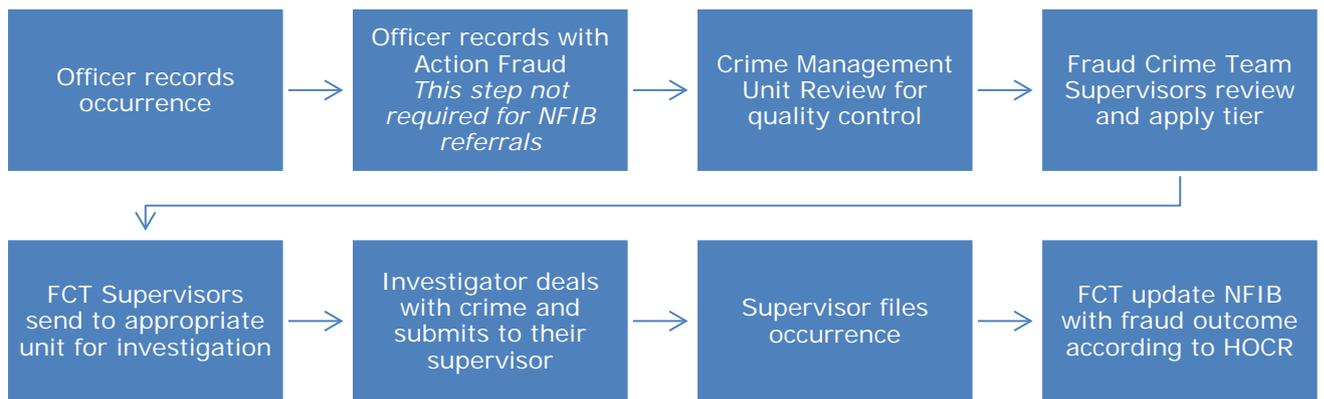 Officer records
occurrence
Officer records with
Action Fraud
This step not
required for NFIB
referrals
Crime Management
Unit Review for
quality control
Fraud Crime Team
Supervisors review
and apply tier
FCT Supervisors
send to appropriate
unit for investigation
Investigator deals
with crime and
submits to their
supervisor
Supervisor files
occurrence
FCT update NFIB
with fraud outcome
according to HOCR